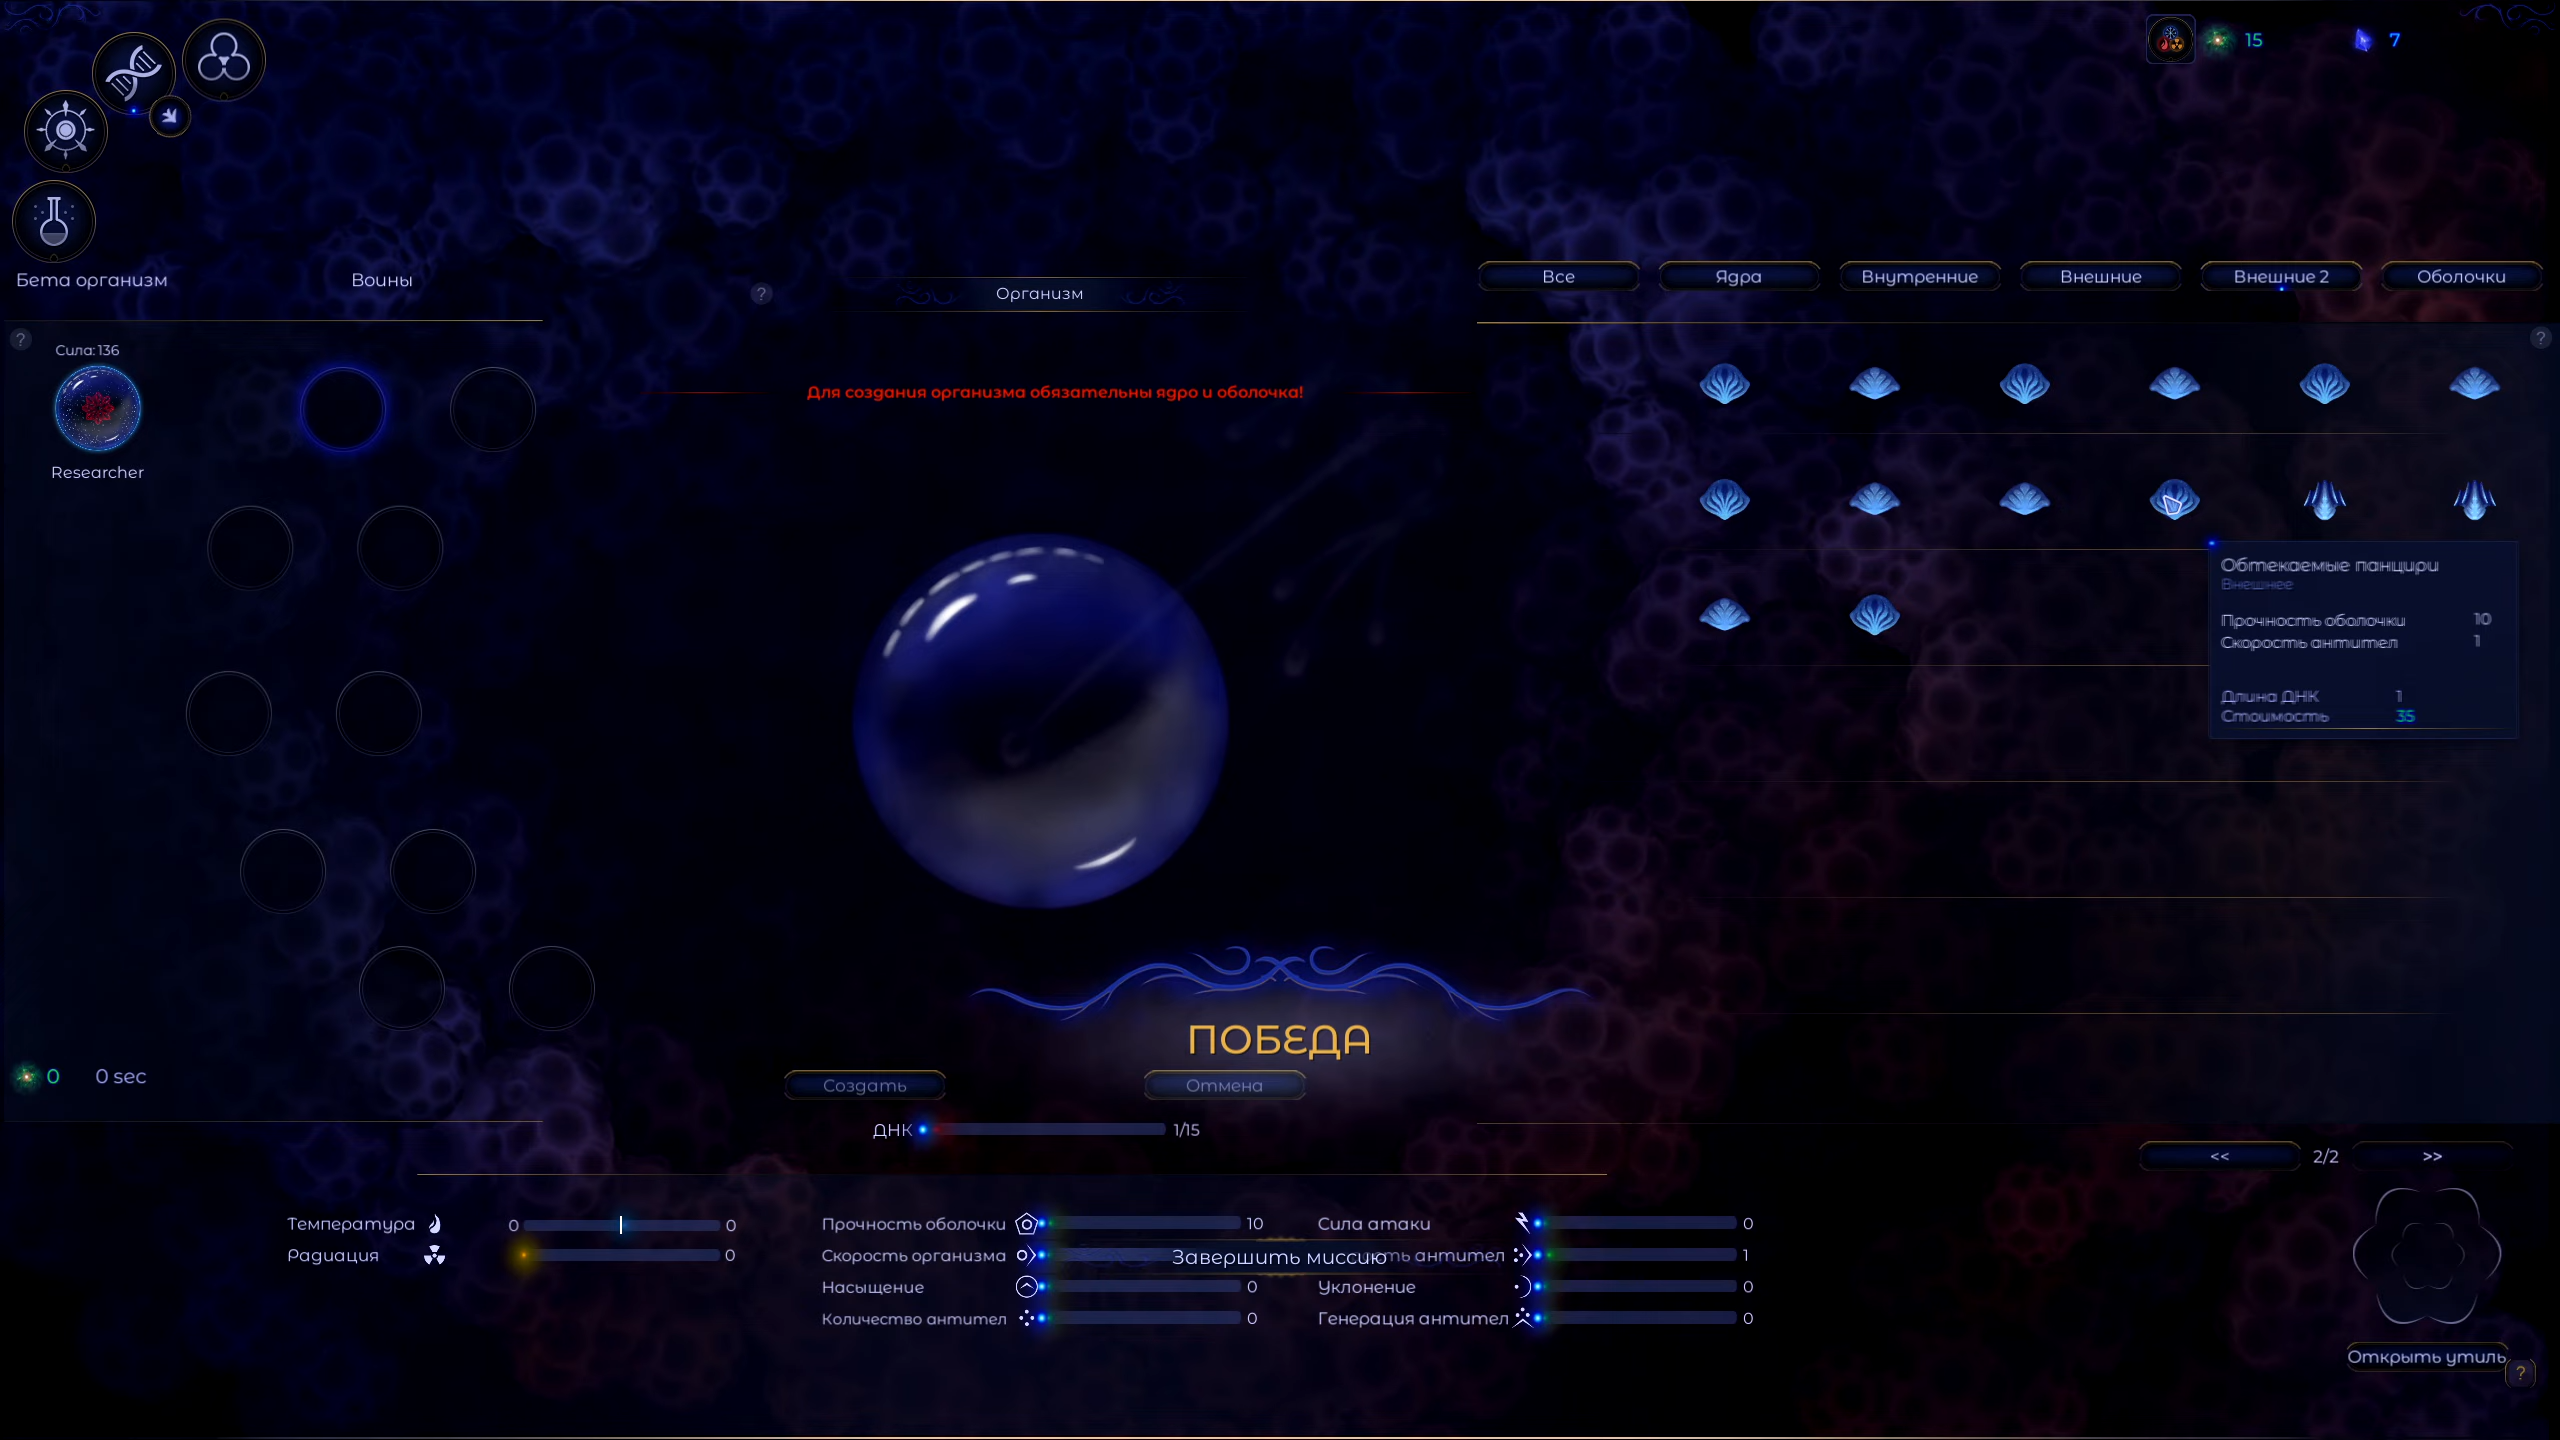 15
7
Бета организм
Воины
?
Организм
Все
Ядра
Внутренние
Внешние
Внешние 2
Оболочки
?
?
Сила: 136
Researcher
Для создания организма обязательны ядро и оболочка!
Обтекаемые панцири
Внешнее
Прочность оболочки 10
Скорость антител 1
Длина ДНК 1
Стоимость 35
ПОБЕДА
0
0 sec
Создать
Отмена
ДНК 1/15
<< 2/2 >>
Температура 0 0
Радиация 0
Прочность оболочки 10
Скорость организма
Насыщение 0
Количество антител 0
Завершить миссию
Сила атаки 0
ть антител 1
Уклонение 0
Генерация антител 0
Открыть утиль
?